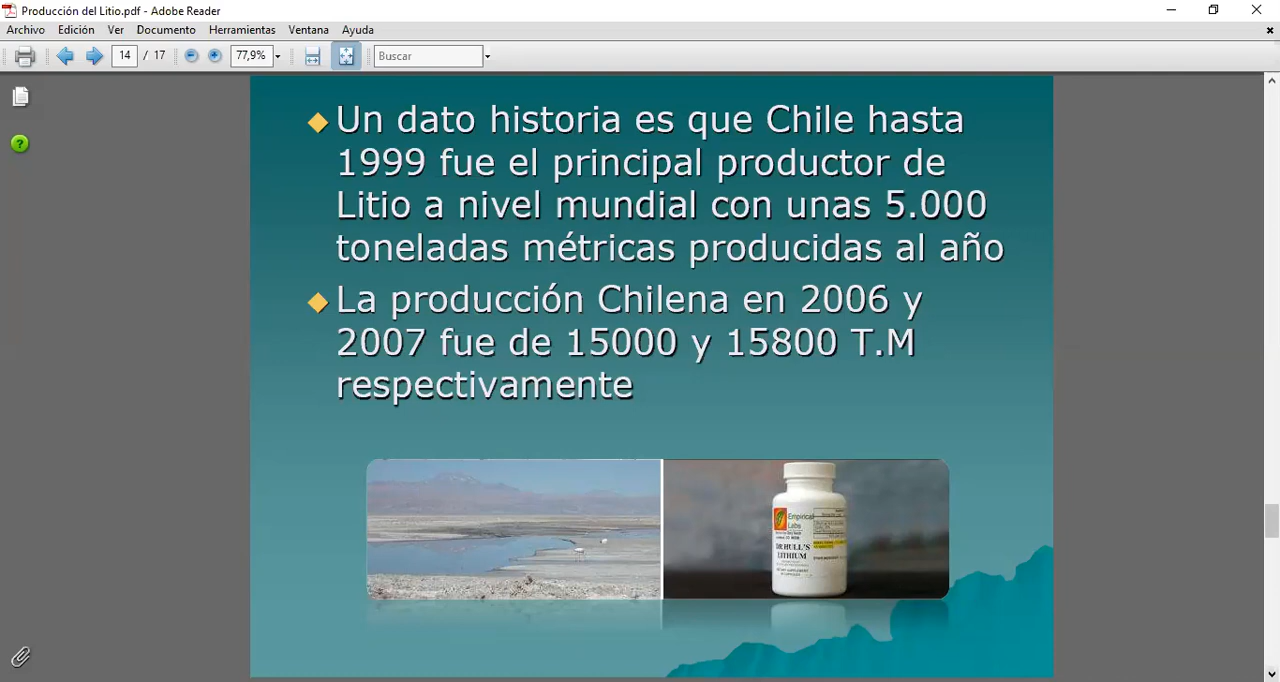 Producción del Litio.pdf - Adobe Reader
Archivo Edición Ver Documento Herramientas Ventana Ayuda
14 / 17 77,9% Buscar
Un dato historia es que Chile hasta
1999 fue el principal productor de
Litio a nivel mundial con unas 5.000
toneladas métricas producidas al año
La producción Chilena en 2006 y
2007 fue de 15000 y 15800 T.M
respectivamente
Empirical
Labs
DR HULL'S
LITHIUM